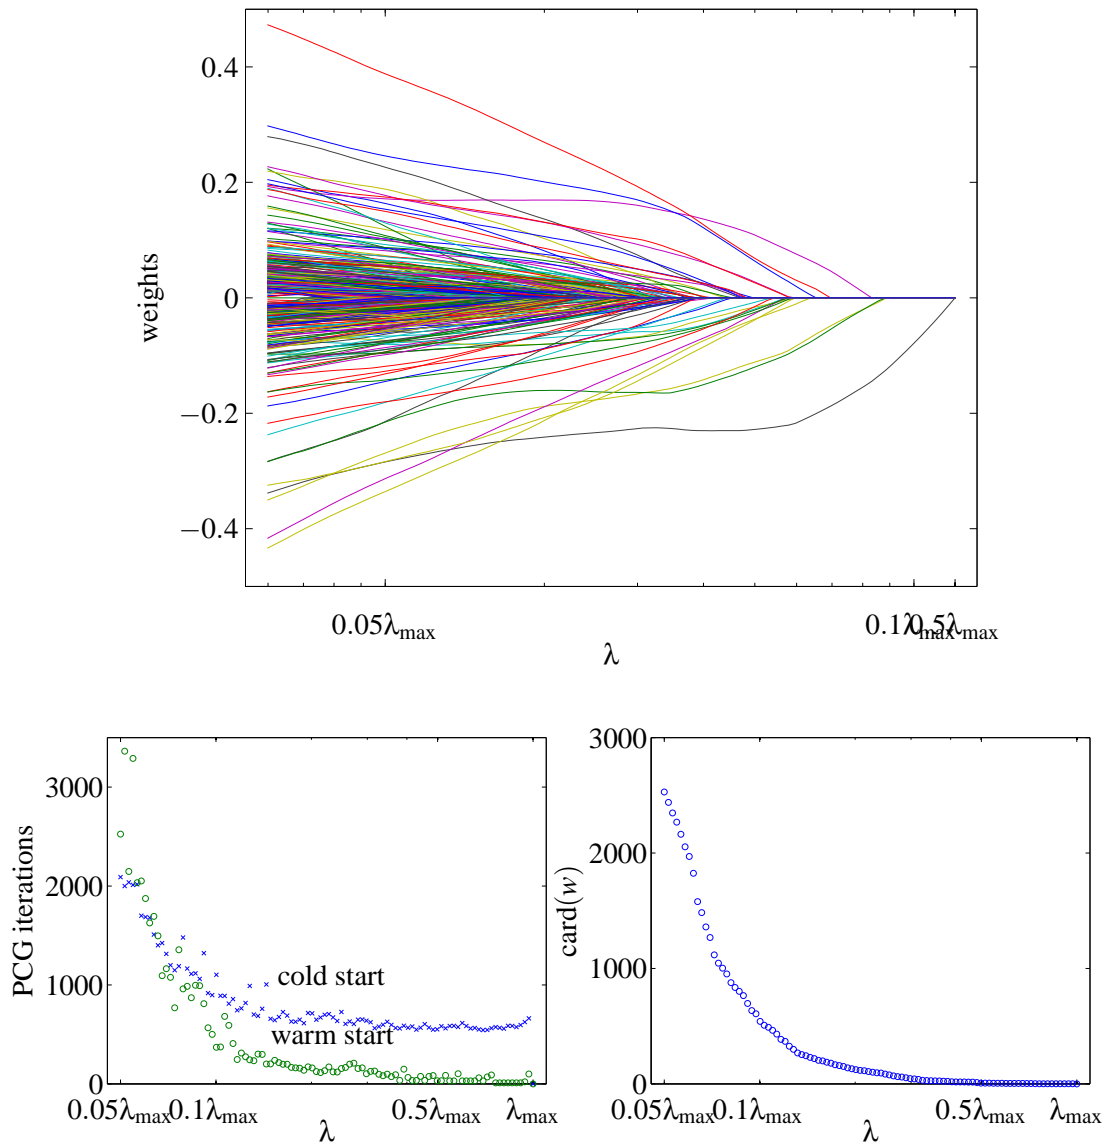 0.4
0.2
0
−0.2
−0.4
weights
0.05λmax
0.1λmax
0.5λmax
λ
3000
2000
1000
0
PCG iterations
cold start
warm start
0.05λmax
0.1λmax
0.5λmax
λmax
λ
3000
2000
1000
0
card(w)
0.05λmax
0.1λmax
0.5λmax
λmax
λ